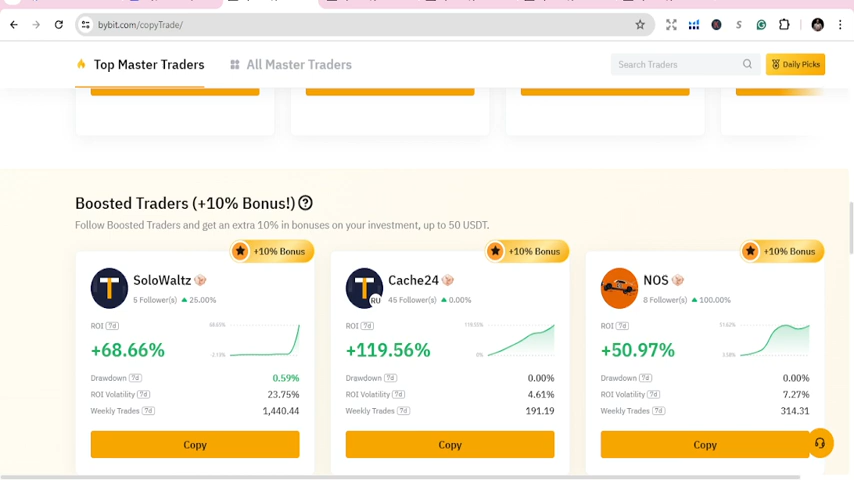 bybit.com/copyTrade/
Top Master Traders
All Master Traders
Search Traders
Daily Picks
Boosted Traders (+10% Bonus!)
Follow Boosted Traders and get an extra 10% in bonuses on your investment, up to 50 USDT.
+10% Bonus
SoloWaltz
5 Follower(s) 25.00%
ROI 7d
+68.66%
Drawdown 7d 0.59%
ROI Volatility 7d 23.75%
Weekly Trades 7d 1,440.44
Copy
+10% Bonus
RU
Cache24
45 Follower(s) 0.00%
ROI 7d
119.56%
0%
+119.56%
Drawdown 7d 0.00%
ROI Volatility 7d 4.61%
Weekly Trades 7d 191.19
Copy
+10% Bonus
NOS
8 Follower(s) 100.00%
ROI 7d
+50.97%
Drawdown 7d 0.00%
ROI Volatility 7d 7.27%
Weekly Trades 7d 314.31
Copy